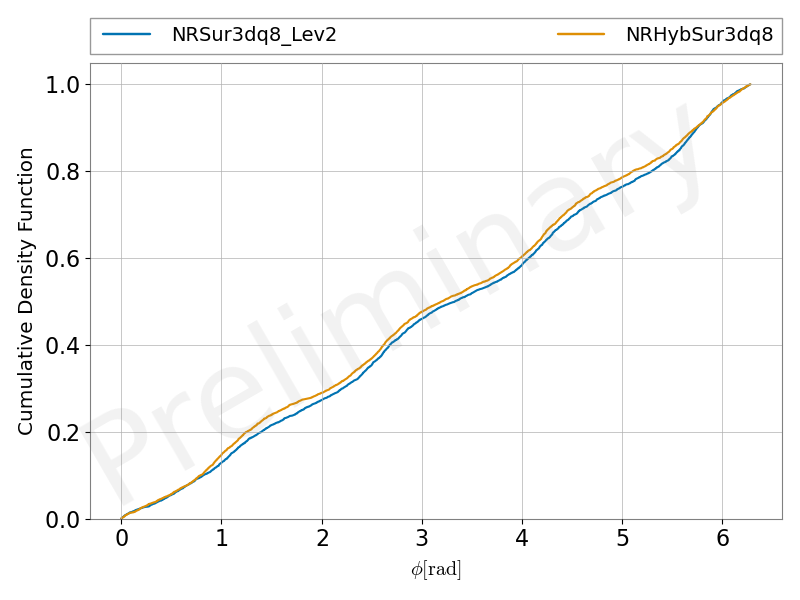 NRSur3dq8_Lev2 NRHybSur3dq8
1.0
0.8
0.6
0.4
0.2
0.0
Cumulative Density Function
Preliminary
0 1 2 3 4 5 6
ϕ[rad]